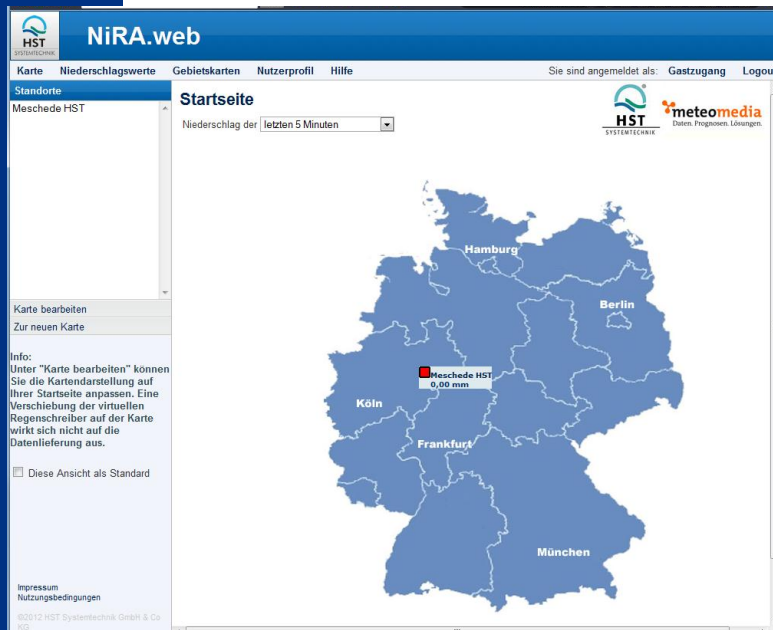 HST
SYSTEMTECHNIK
NiRA.web
Karte Niederschlagswerte Gebietskarten Nutzerprofil Hilfe
Sie sind angemeldet als: Gastzugang Logou
Standorte
Meschede HST
Karte bearbeiten
Zur neuen Karte
Info:
Unter "Karte bearbeiten" können
Sie die Kartendarstellung auf
Ihrer Startseite anpassen. Eine
Verschiebung der virtuellen
Regenschreiber auf der Karte
wirkt sich nicht auf die
Datenlieferung aus.
Diese Ansicht als Standard
Impressum
Nutzungsbedingungen
©2012 HST Systemtechnik GmbH & Co
KG
Startseite
Niederschlag der letzten 5 Minuten
HST
SYSTEMTECHNIK
meteomedia
Daten. Prognosen. Lösungen.
Hamburg
Berlin
Meschede HST
0,00 mm
Köln
Frankfurt
München